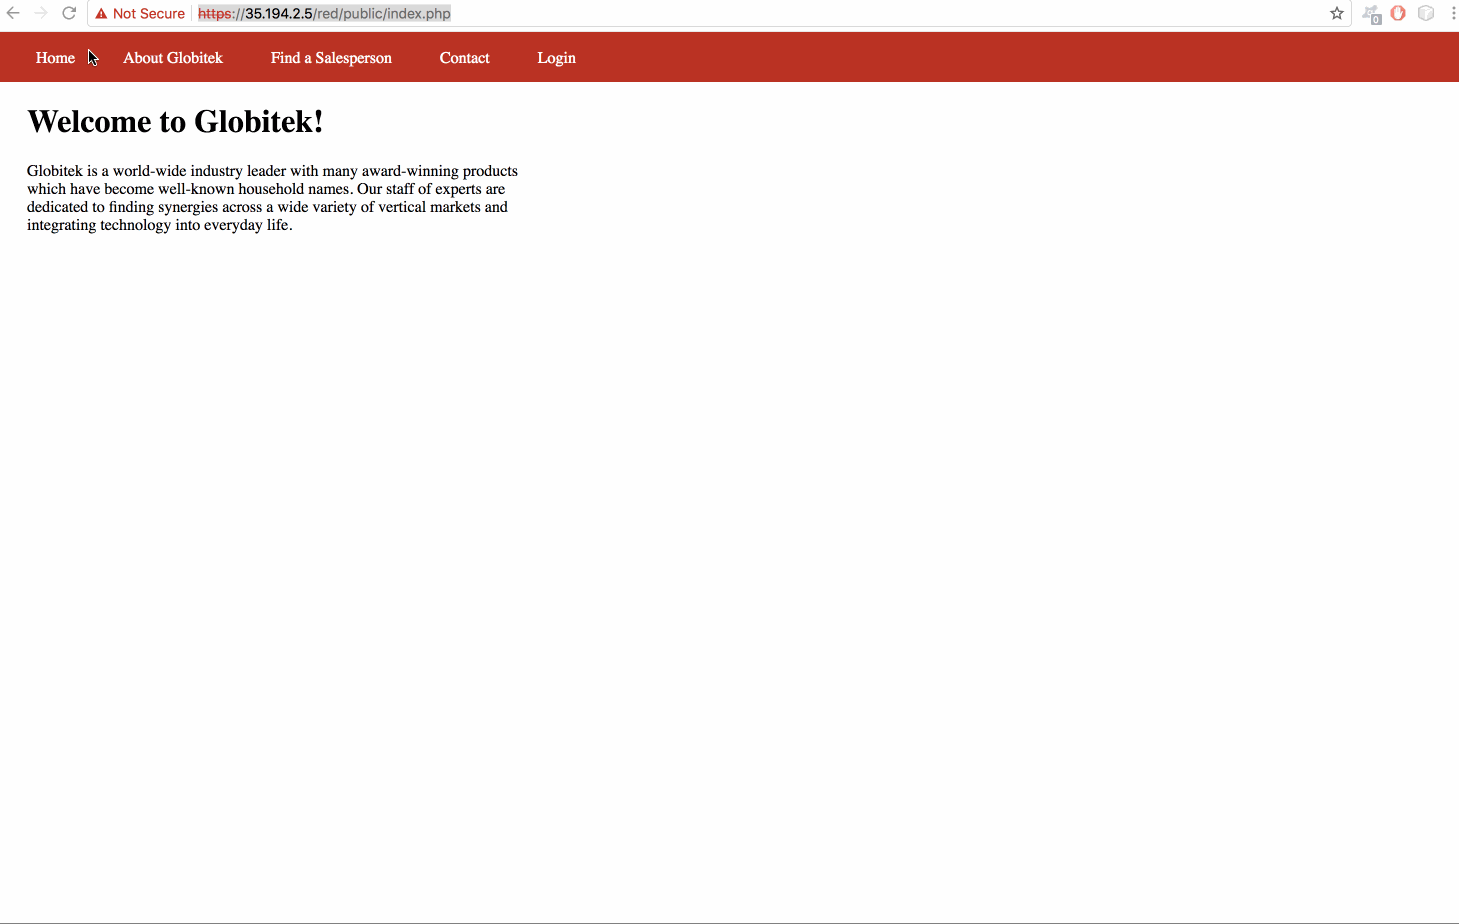 Not Secure https://35.194.2.5/red/public/index.php 0
Home About Globitek Find a Salesperson Contact Login
Welcome to Globitek!
Globitek is a world-wide industry leader with many award-winning products
which have become well-known household names. Our staff of experts are
dedicated to finding synergies across a wide variety of vertical markets and
integrating technology into everyday life.